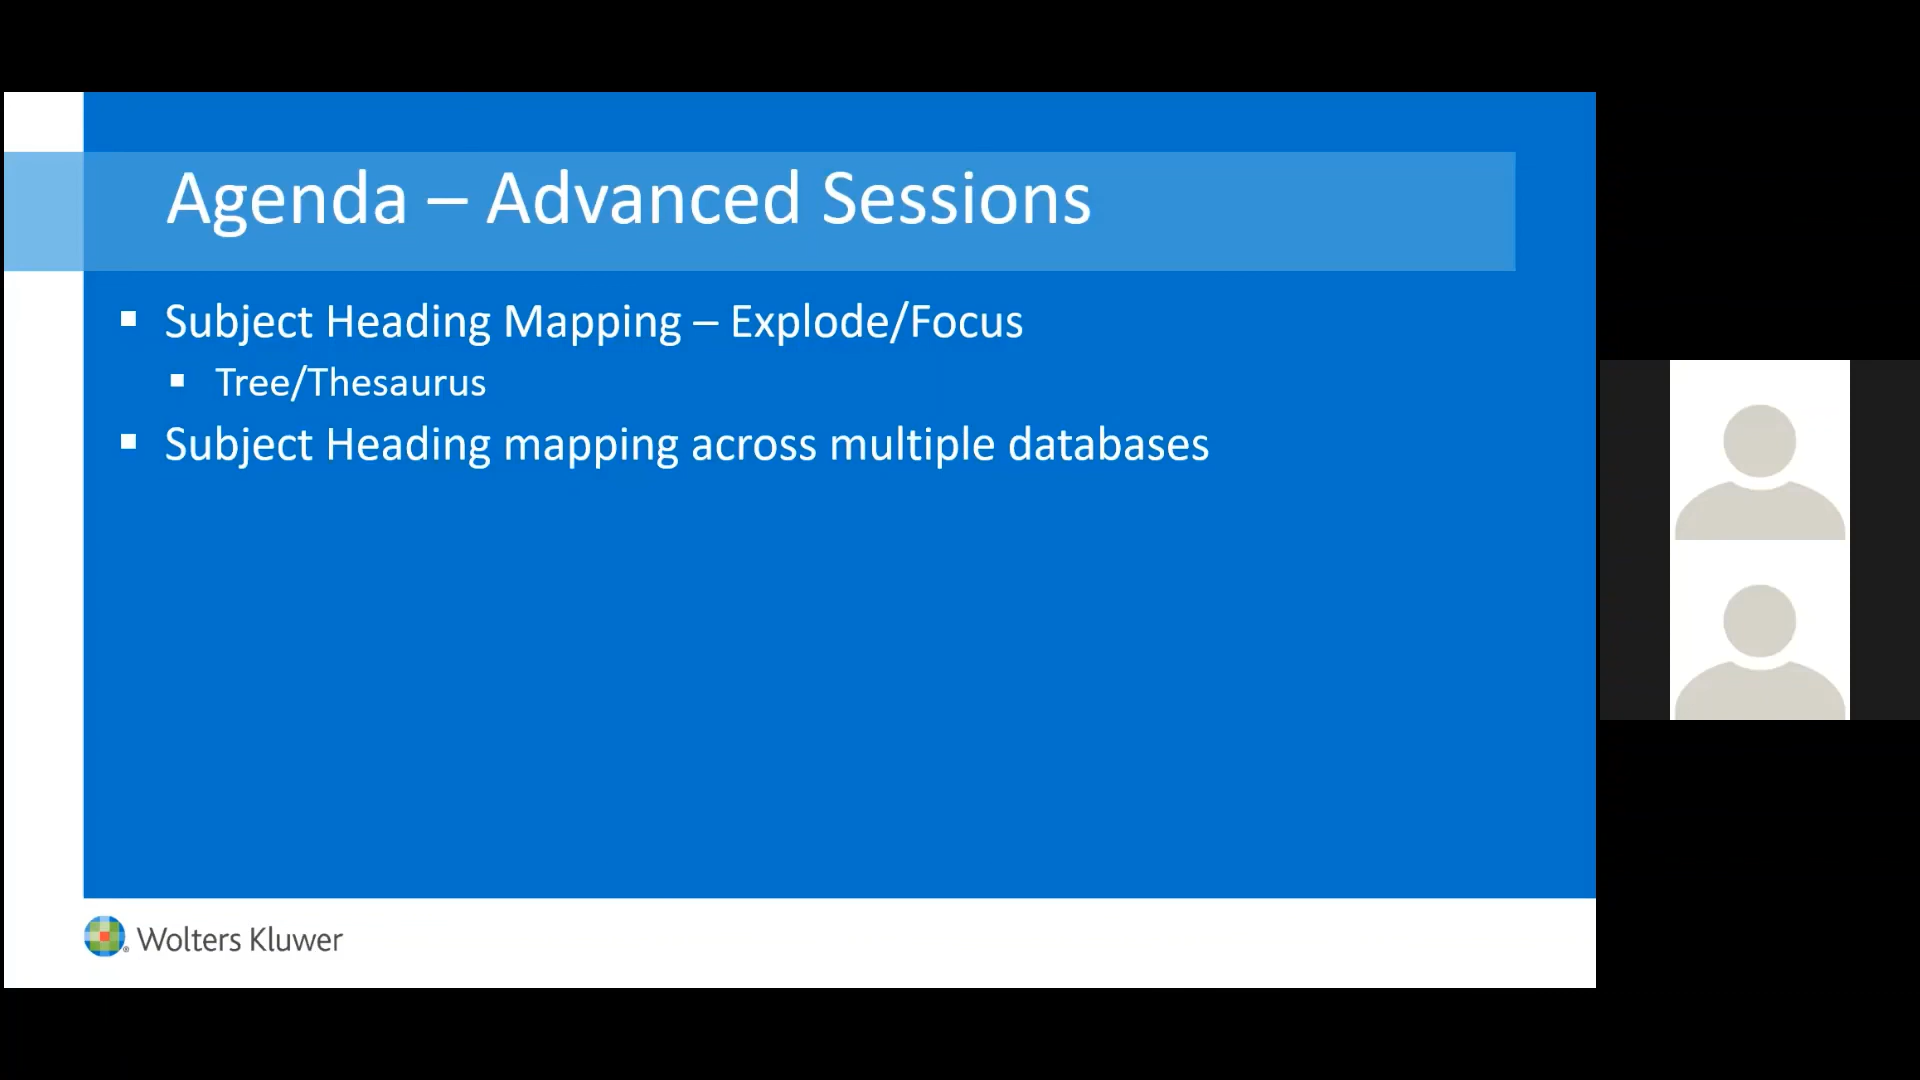 Agenda – Advanced Sessions
▪ Subject Heading Mapping – Explode/Focus
▪ Tree/Thesaurus
▪ Subject Heading mapping across multiple databases
Wolters Kluwer